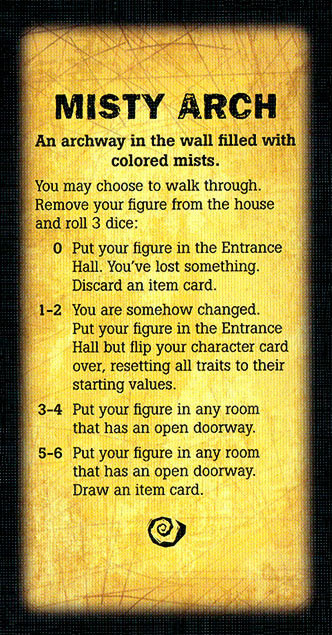 MISTY ARCH
An archway in the wall filled with
colored mists.
You may choose to walk through.
Remove your figure from the house
and roll 3 dice:
0 Put your figure in the Entrance
Hall. You've lost something.
Discard an item card.
1-2 You are somehow changed.
Put your figure in the Entrance
Hall but flip your character card
over, resetting all traits to their
starting values.
3-4 Put your figure in any room
that has an open doorway.
5-6 Put your figure in any room
that has an open doorway.
Draw an item card.